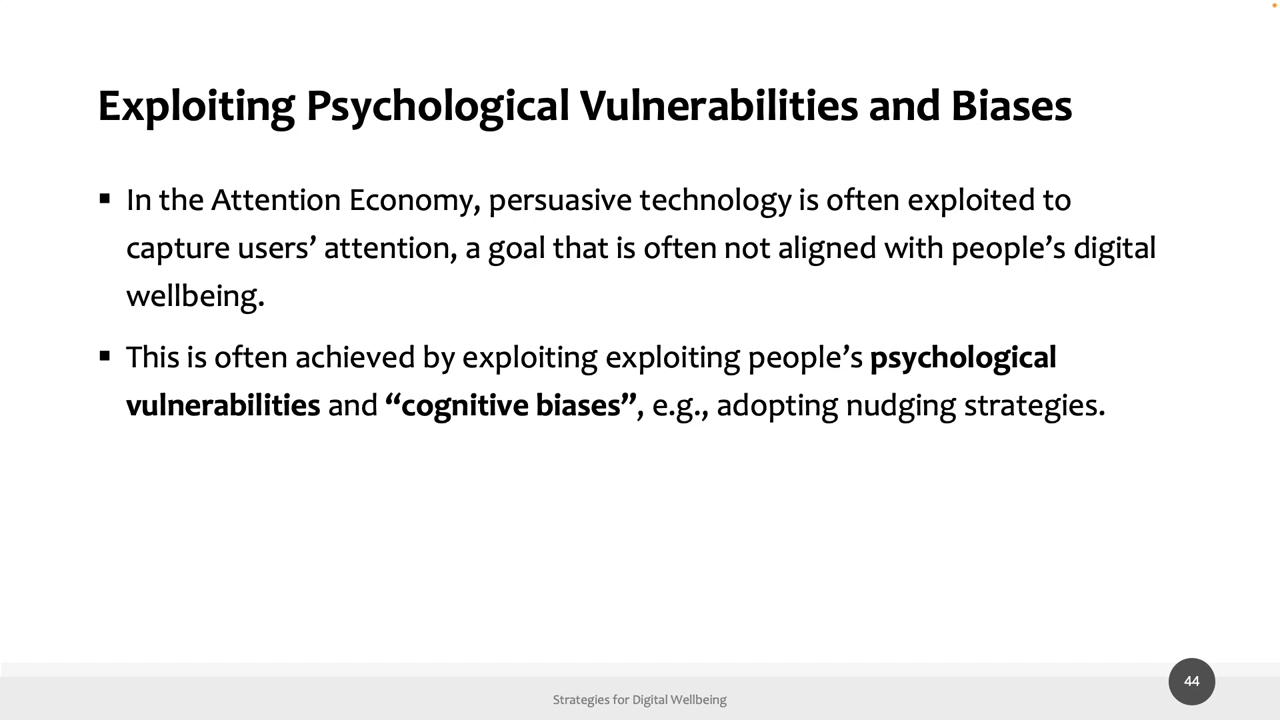 Exploiting Psychological Vulnerabilities and Biases
▪ In the Attention Economy, persuasive technology is often exploited to
capture users’ attention, a goal that is often not aligned with people’s digital
wellbeing.
▪ This is often achieved by exploiting exploiting people’s psychological
vulnerabilities and “cognitive biases”, e.g., adopting nudging strategies.
44
Strategies for Digital Wellbeing